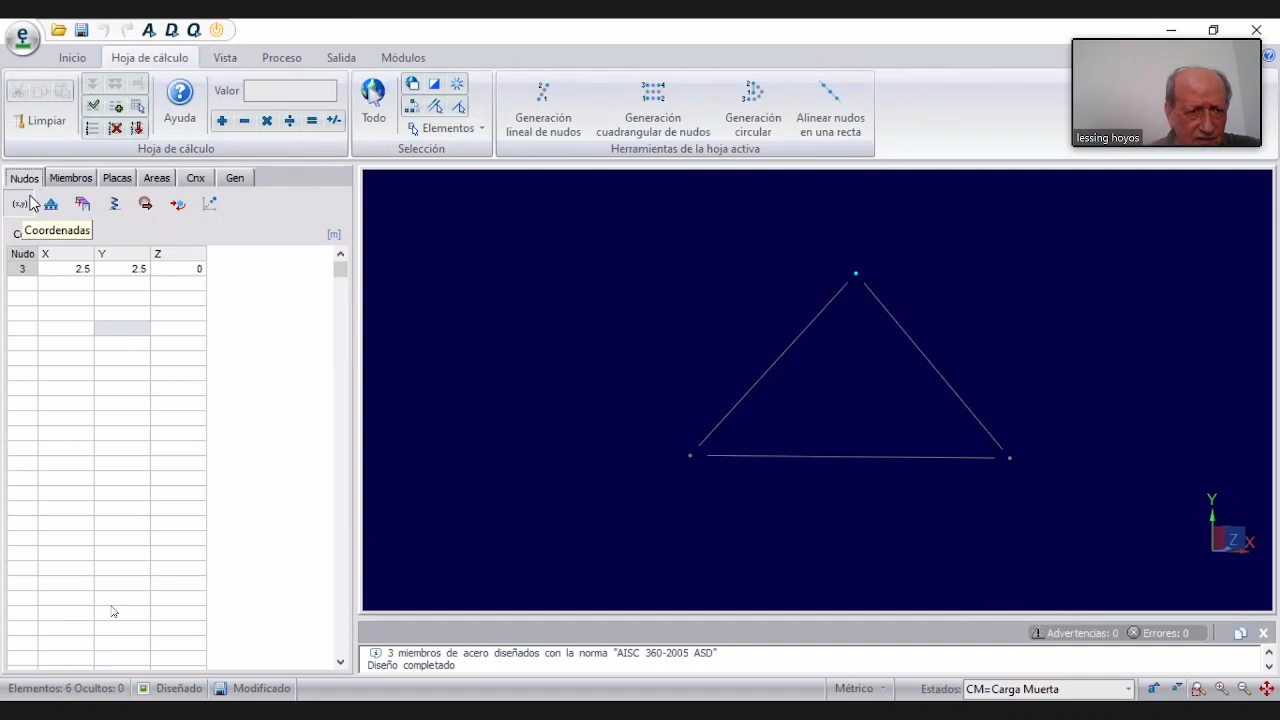 A D Q
Inicio Hoja de cálculo Vista Proceso Salida Módulos
Limpiar
Ayuda
Valor
Hoja de cálculo
Todo
Elementos
Selección
Generación lineal de nudos
Generación cuadrangular de nudos
Generación circular
Alinear nudos en una recta
Herramientas de la hoja activa
lessing hoyos
Nudos Miembros Placas Areas Cnx Gen
(x,y)
Coordenadas
[m]
Nudo X Y Z
3 2.5 2.5 0
Y
Z X
Advertencias: 0 Errores: 0
3 miembros de acero diseñados con la norma "AISC 360-2005 ASD"
Diseño completado
Elementos: 6 Ocultos: 0 Diseñado Modificado Métrico Estados: CM=Carga Muerta